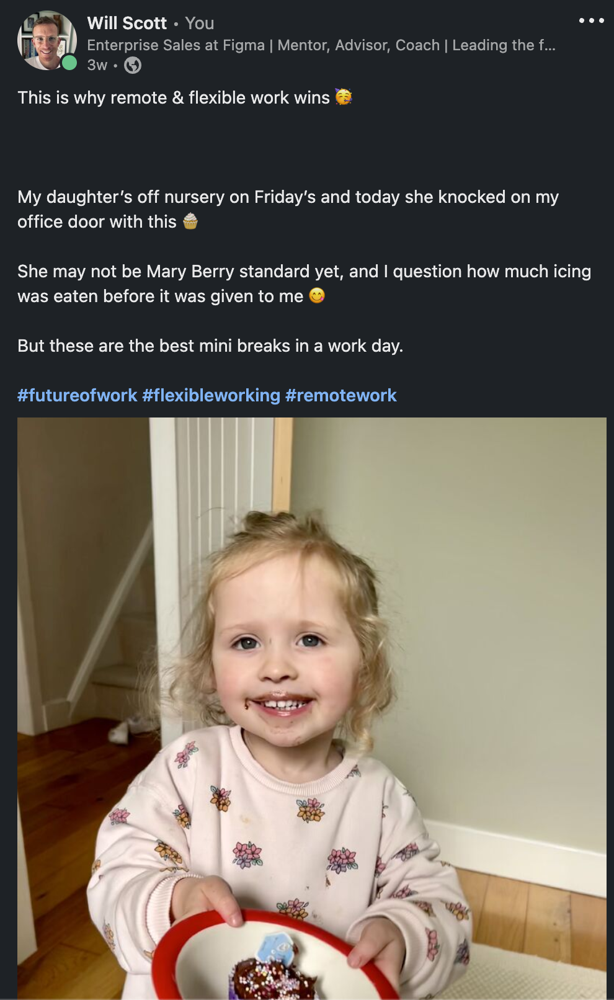 Will Scott • You
Enterprise Sales at Figma | Mentor, Advisor, Coach | Leading the f...
3w •
This is why remote & flexible work wins 🥳
My daughter’s off nursery on Friday’s and today she knocked on my
office door with this 🧁
She may not be Mary Berry standard yet, and I question how much icing
was eaten before it was given to me 😋
But these are the best mini breaks in a work day.
#futureofwork #flexibleworking #remotework